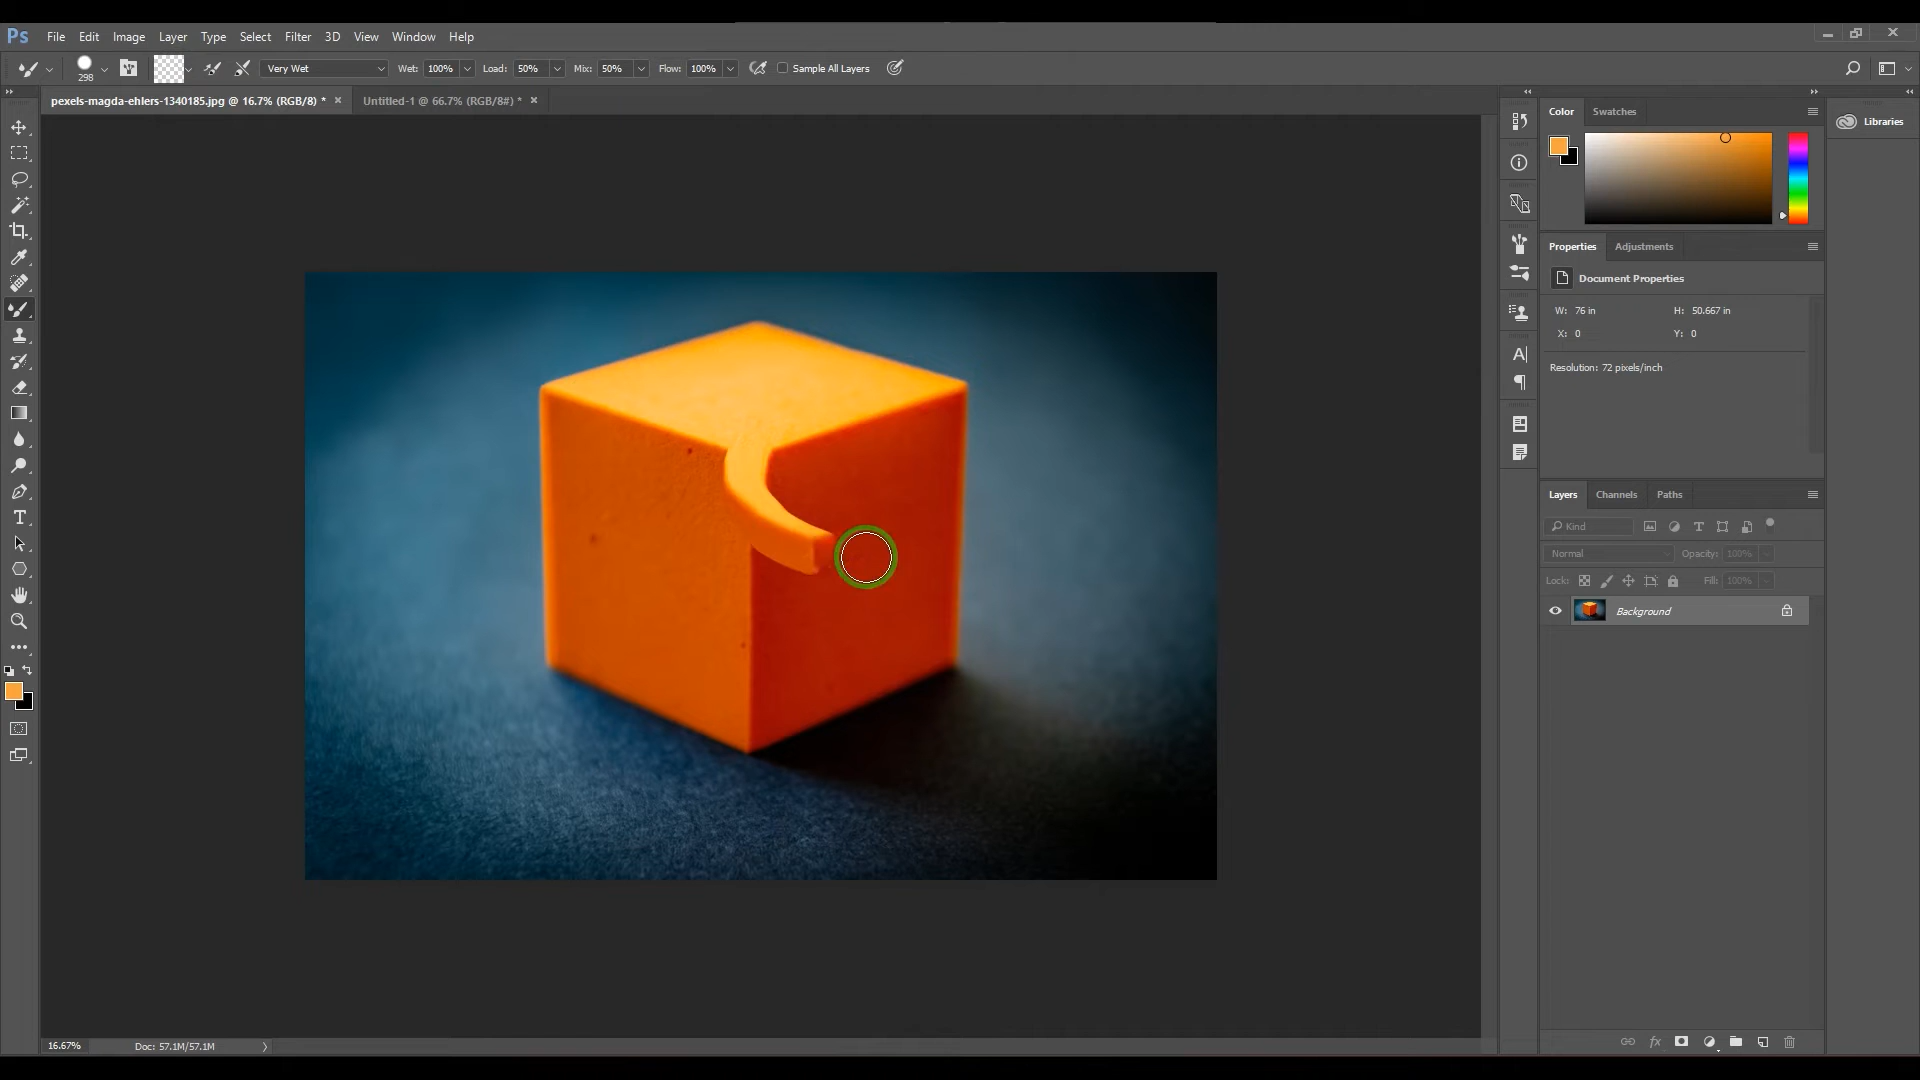 Ps File Edit Image Layer Type Select Filter 3D View Window Help
298 Very Wet Wet: 100% Load: 50% Mix: 50% Flow: 100% Sample All Layers
pexels-magda-ehlers-1340185.jpg @ 16.7% (RGB/8) * × Untitled-1 @ 66.7% (RGB/8#) * ×
Color Swatches
Libraries
Properties Adjustments
Document Properties
W: 76 in H: 50.667 in
X: 0 Y: 0
Resolution: 72 pixels/inch
Layers Channels Paths
Kind
Normal Opacity: 100%
Lock: Fill: 100%
Background
16.67% Doc: 57.1M/57.1M